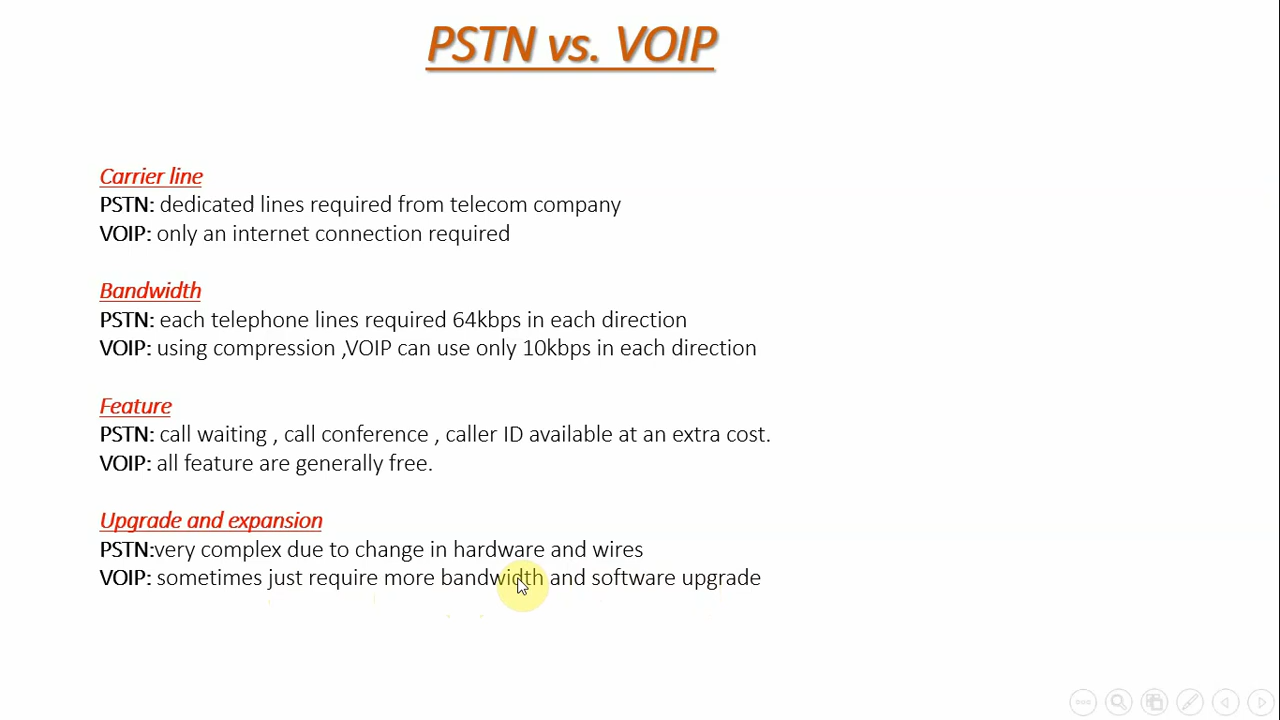 PSTN vs. VOIP
Carrier line
PSTN: dedicated lines required from telecom company
VOIP: only an internet connection required
Bandwidth
PSTN: each telephone lines required 64kbps in each direction
VOIP: using compression ,VOIP can use only 10kbps in each direction
Feature
PSTN: call waiting , call conference , caller ID available at an extra cost.
VOIP: all feature are generally free.
Upgrade and expansion
PSTN:very complex due to change in hardware and wires
VOIP: sometimes just require more bandwidth and software upgrade